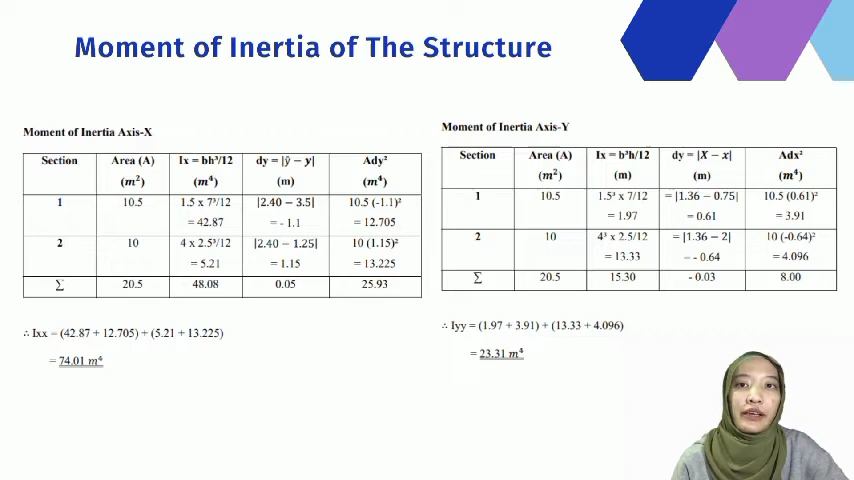 Moment of Inertia of The Structure
Moment of Inertia Axis-X
Section Area (A) Ix = bh³/12 dy = |ŷ − y| Ady²
(m²) (m⁴) (m) (m⁴)
1 10.5 1.5 x 7³/12 |2.40 − 3.5| 10.5 (-1.1)²
= 42.87 = - 1.1 = 12.705
2 10 4 x 2.5³/12 |2.40 − 1.25| 10 (1.15)²
= 5.21 = 1.15 = 13.225
∑ 20.5 48.08 0.05 25.93
∴ Ixx = (42.87 + 12.705) + (5.21 + 13.225)
= 74.01 m⁴
Moment of Inertia Axis-Y
Section Area (A) Ix = b³h/12 dy = |X − x| Adx²
(m²) (m) (m) (m⁴)
1 10.5 1.5³ x 7/12 = |1.36 − 0.75| 10.5 (0.61)²
= 1.97 = 0.61 = 3.91
2 10 4³ x 2.5/12 = |1.36 − 2| 10 (-0.64)²
= 13.33 = - 0.64 = 4.096
∑ 20.5 15.30 - 0.03 8.00
∴ Iyy = (1.97 + 3.91) + (13.33 + 4.096)
= 23.31 m⁴